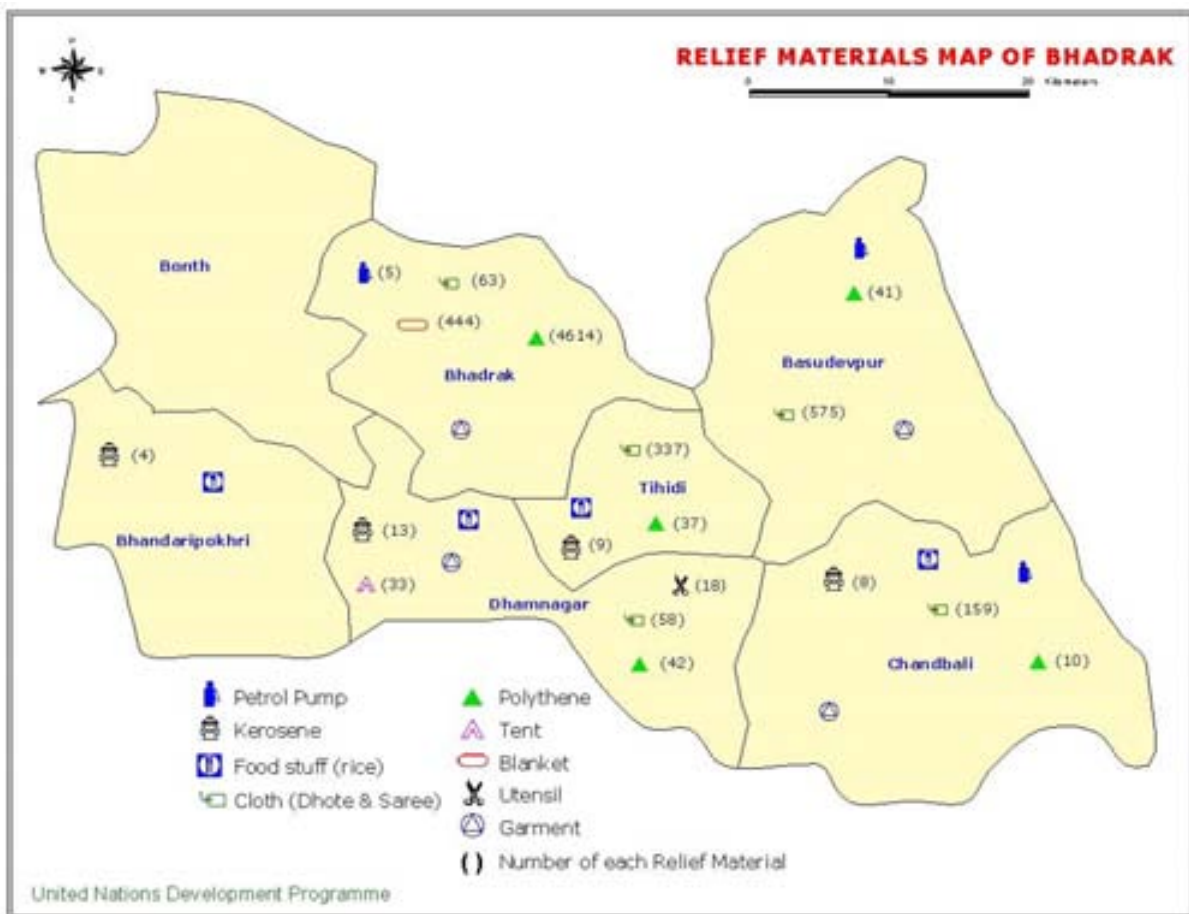 N
W E
S
RELIEF MATERIALS MAP OF BHADRAK
0 10 20 Kilometers
Bonth
(5) (63)
(444) (4614)
Bhadrak
(41)
Basudevpur
(575)
(4)
Bhandaripokhri
(337)
Tihidi
(37)
(9)
(13)
(33)
Dhamnagar
(18)
(58)
(42)
(8)
(159)
Chandbali
(10)
Petrol Pump
Kerosene
Food stuff (rice)
Cloth (Dhote & Saree)
Polythene
Tent
Blanket
Utensil
Garment
( ) Number of each Relief Material
United Nations Development Programme